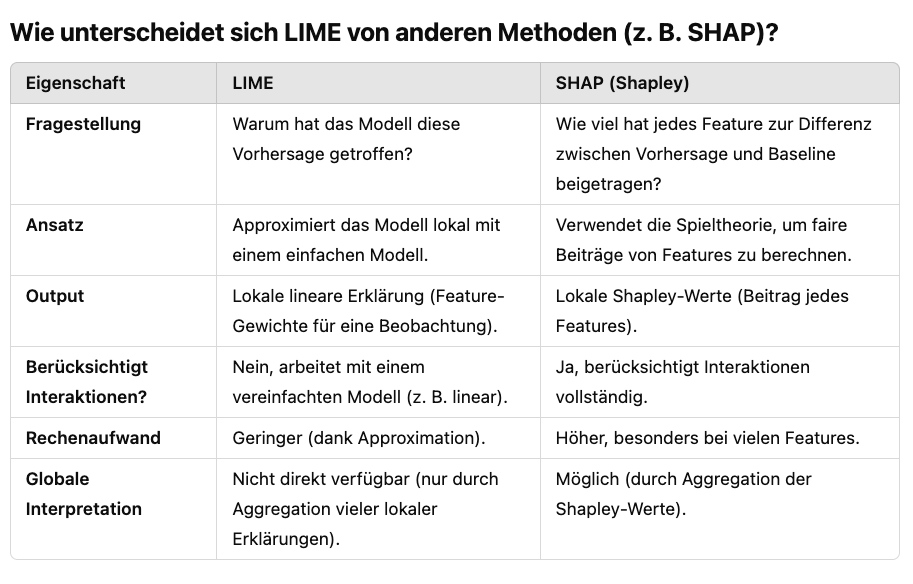 Wie unterscheidet sich LIME von anderen Methoden (z. B. SHAP)?
Eigenschaft LIME SHAP (Shapley)
Fragestellung Warum hat das Modell diese Wie viel hat jedes Feature zur Differenz
Vorhersage getroffen? zwischen Vorhersage und Baseline
beigetragen?
Ansatz Approximiert das Modell lokal mit Verwendet die Spieltheorie, um faire
einem einfachen Modell. Beiträge von Features zu berechnen.
Output Lokale lineare Erklärung (Feature- Lokale Shapley-Werte (Beitrag jedes
Gewichte für eine Beobachtung). Features).
Berücksichtigt Nein, arbeitet mit einem Ja, berücksichtigt Interaktionen
Interaktionen? vereinfachten Modell (z. B. linear). vollständig.
Rechenaufwand Geringer (dank Approximation). Höher, besonders bei vielen Features.
Globale Nicht direkt verfügbar (nur durch Möglich (durch Aggregation der
Interpretation Aggregation vieler lokaler Shapley-Werte).
Erklärungen).